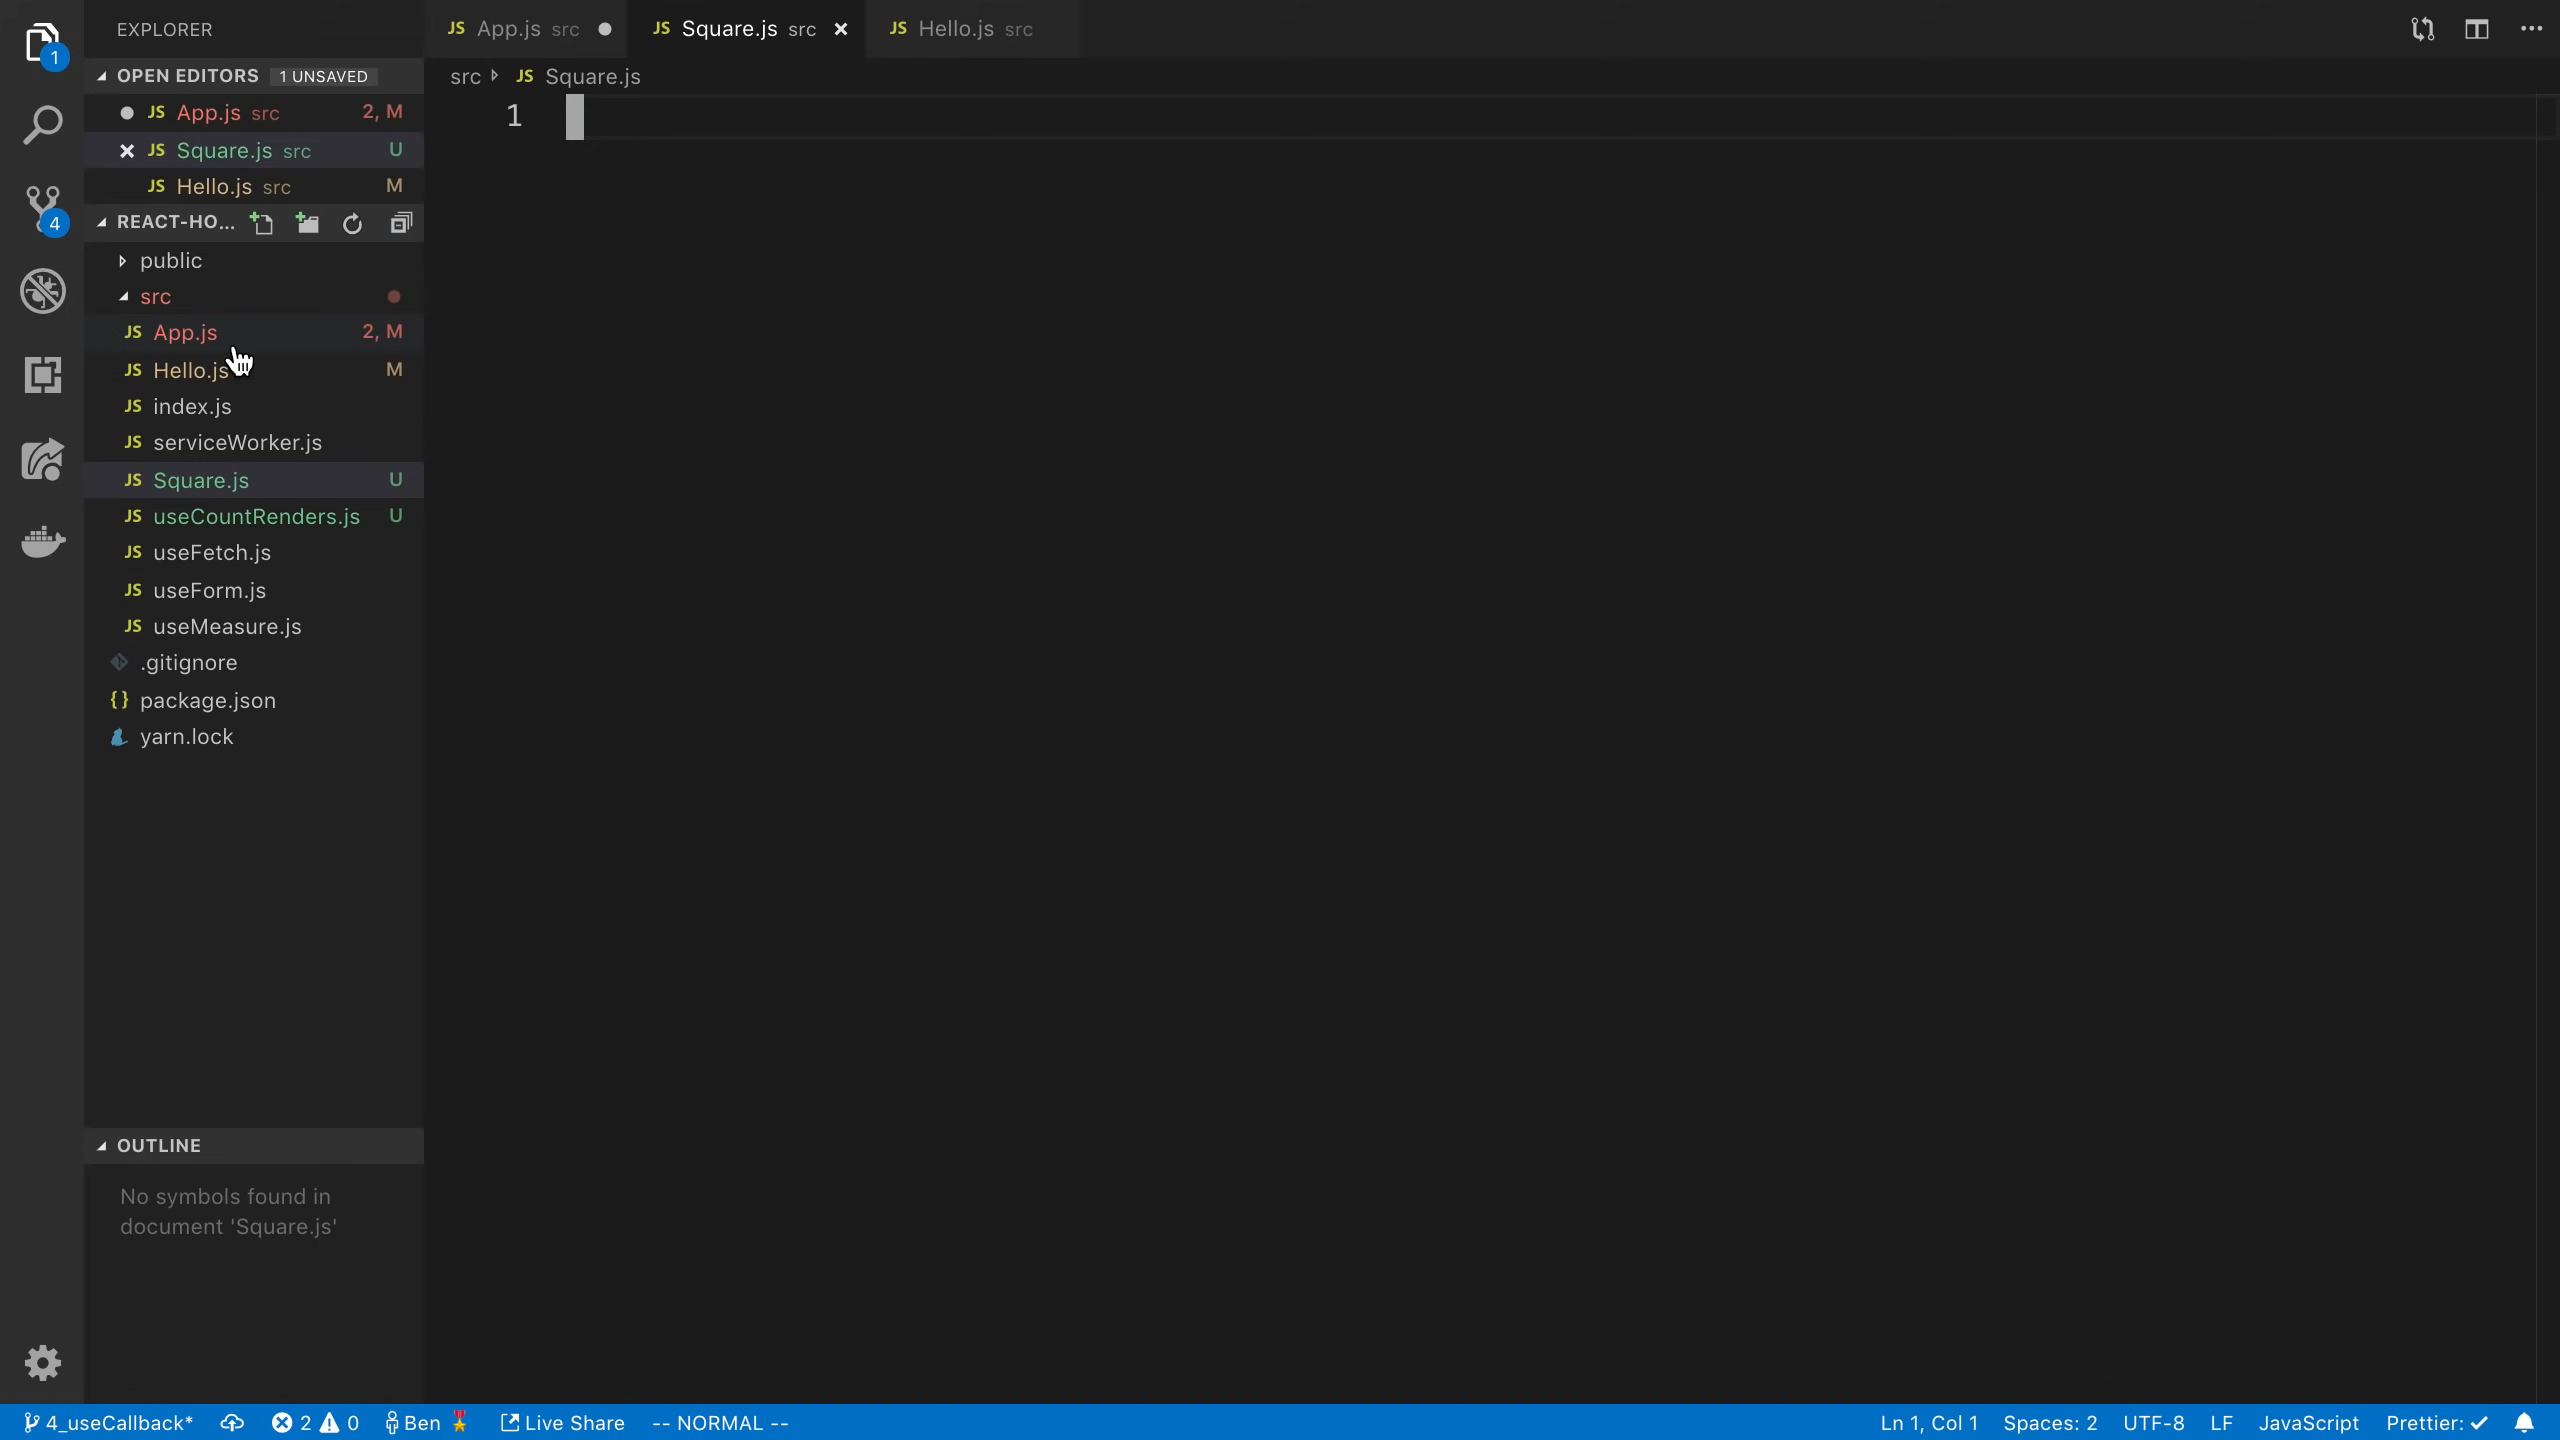 EXPLORER
JS App.js src
JS Square.js src
JS Hello.js src
1
OPEN EDITORS 1 UNSAVED
src JS Square.js
JS App.js src 2, M
1
JS Square.js src U
JS Hello.js src M
4
REACT-HO...
public
src
JS App.js 2, M
JS Hello.js M
JS index.js
JS serviceWorker.js
JS Square.js U
JS useCountRenders.js U
JS useFetch.js
JS useForm.js
JS useMeasure.js
.gitignore
{} package.json
yarn.lock
OUTLINE
No symbols found in
document 'Square.js'
4_useCallback* 2 0 Ben Live Share -- NORMAL -- Ln 1, Col 1 Spaces: 2 UTF-8 LF JavaScript Prettier: ✓